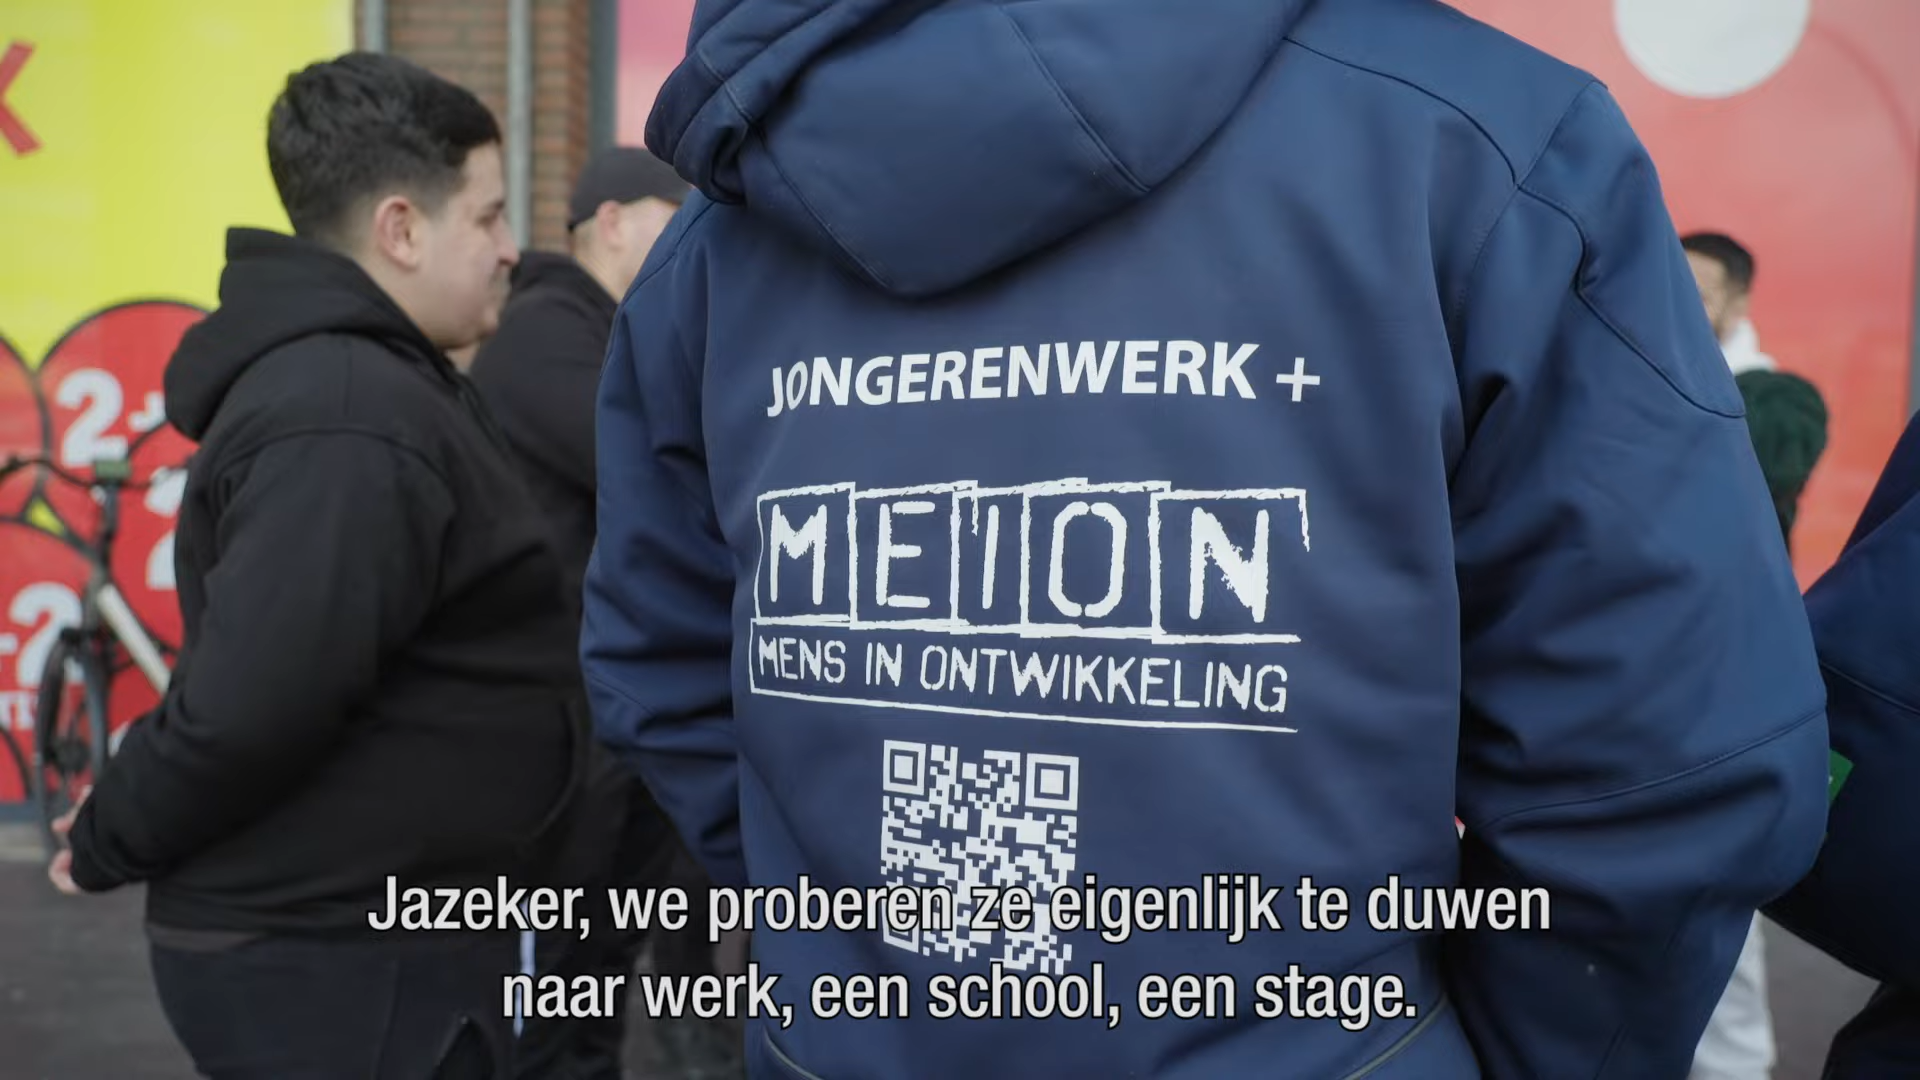 JONGERENWERK +
MEION
MENS IN ONTWIKKELING
Jazeker, we proberen ze eigenlijk te duwen
naar werk, een school, een stage.